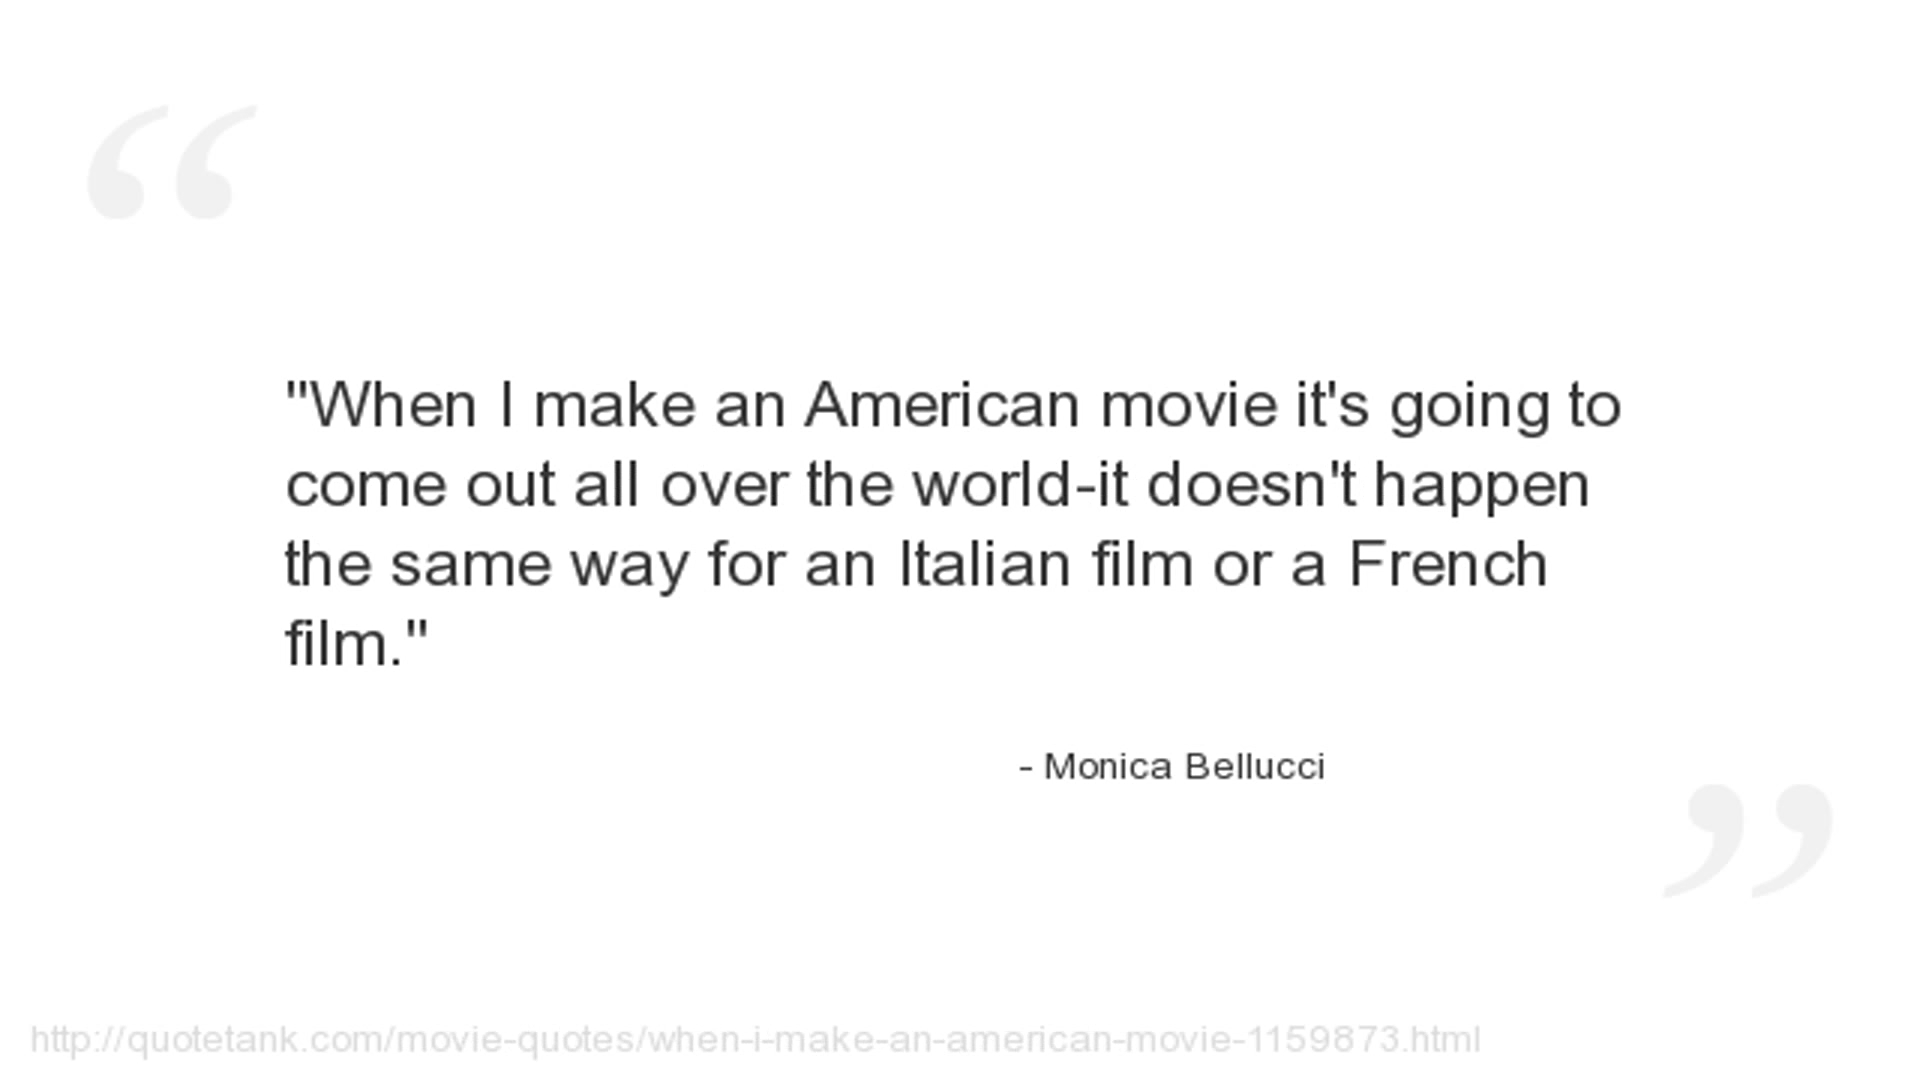 "When I make an American movie it's going to
come out all over the world-it doesn't happen
the same way for an Italian film or a French
film."
- Monica Bellucci
http://quotetank.com/movie-quotes/when-i-make-an-american-movie-1159873.html